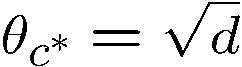 θ_{c*} = √d